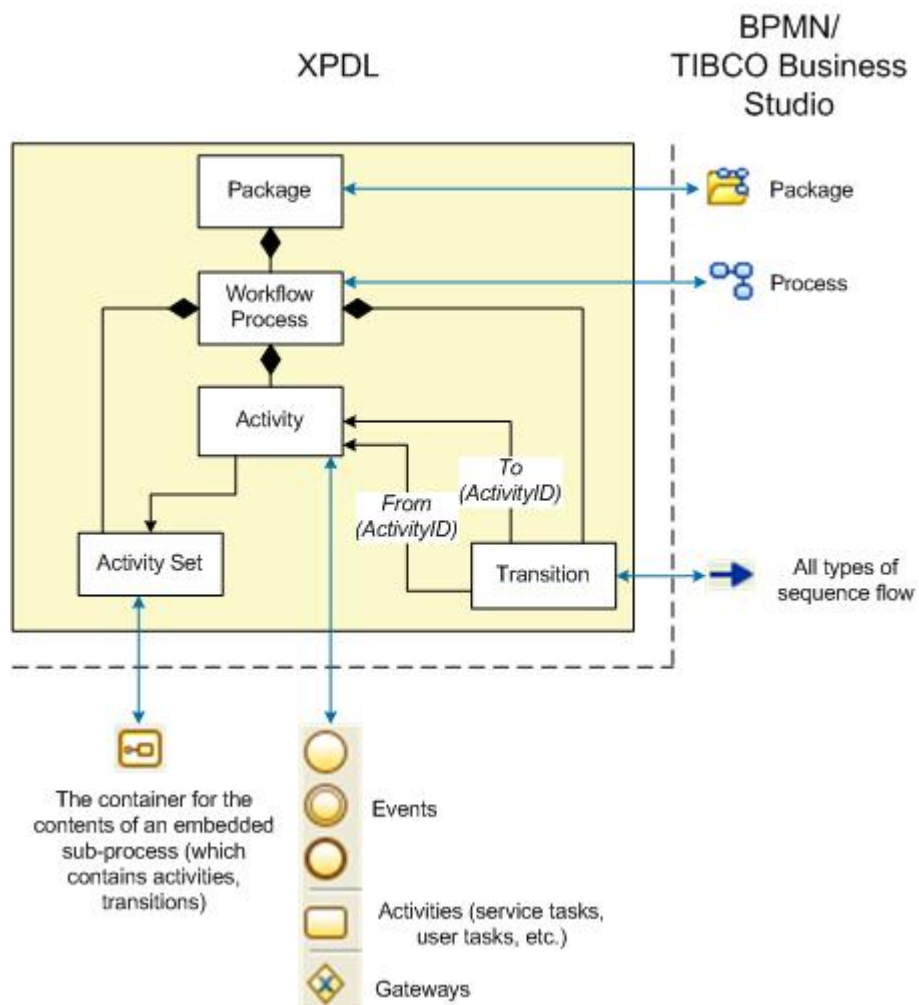 XPDL
BPMN/
TIBCO Business
Studio
Package
Package
Workflow
Process
Process
Activity
To
(ActivityID)
From
(ActivityID)
Activity Set
Transition
All types of
sequence flow
The container for the
contents of an embedded
sub-process (which
contains activities,
transitions)
Events
Activities (service tasks,
user tasks, etc.)
Gateways